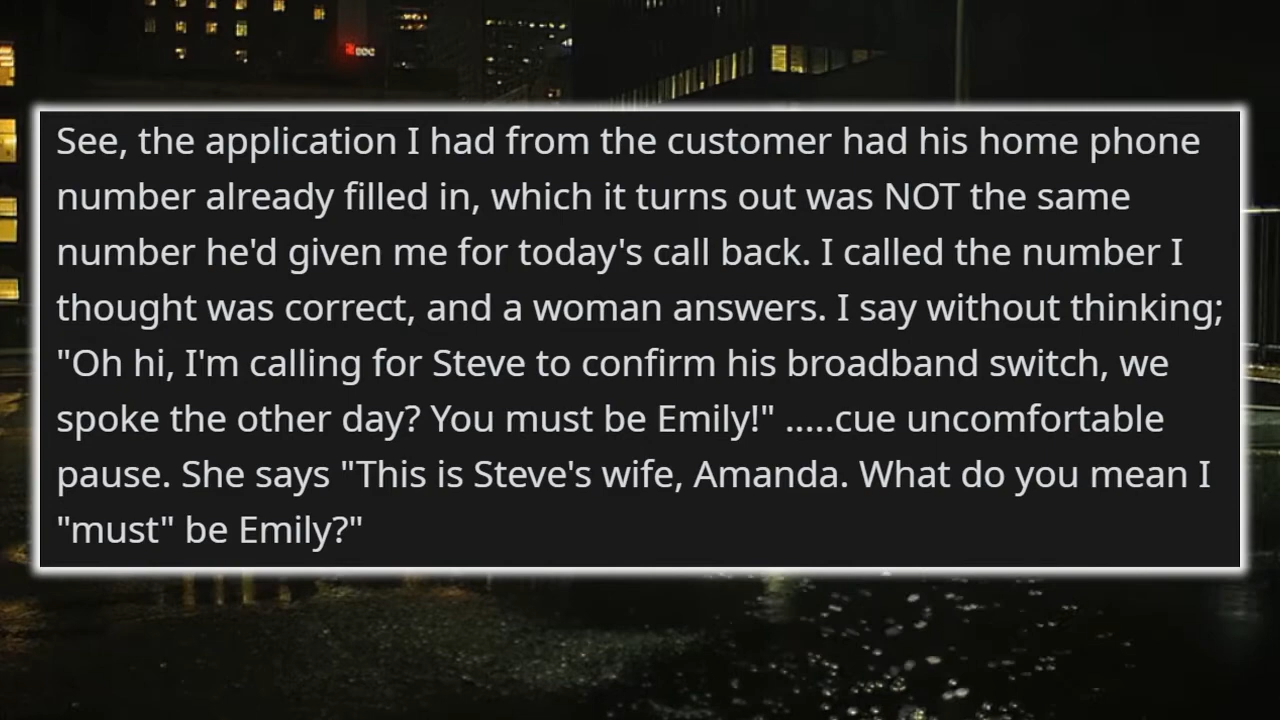 See, the application I had from the customer had his home phone
number already filled in, which it turns out was NOT the same
number he'd given me for today's call back. I called the number I
thought was correct, and a woman answers. I say without thinking;
"Oh hi, I'm calling for Steve to confirm his broadband switch, we
spoke the other day? You must be Emily!" .....cue uncomfortable
pause. She says "This is Steve's wife, Amanda. What do you mean I
"must" be Emily?"